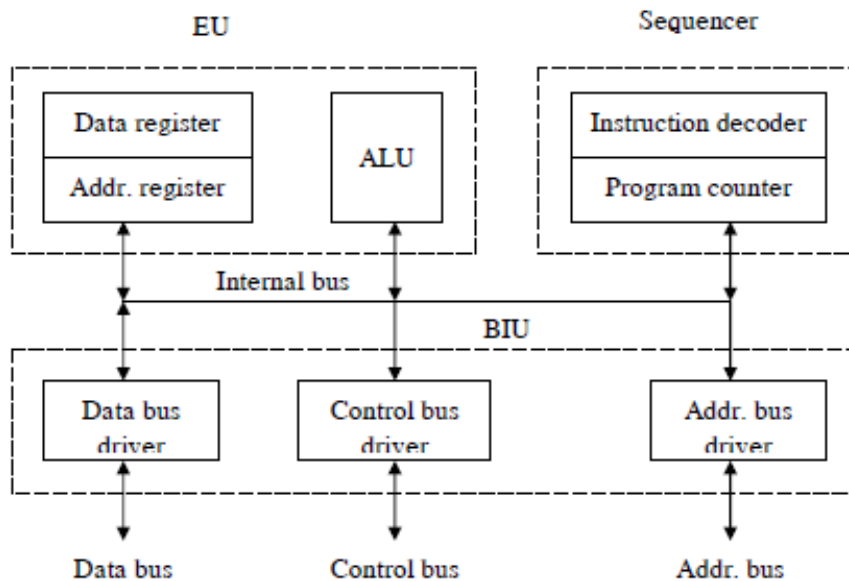 EU
Sequencer
Data register
Addr. register
ALU
Instruction decoder
Program counter
Internal bus
BIU
Data bus
driver
Control bus
driver
Addr. bus
driver
Data bus
Control bus
Addr. bus